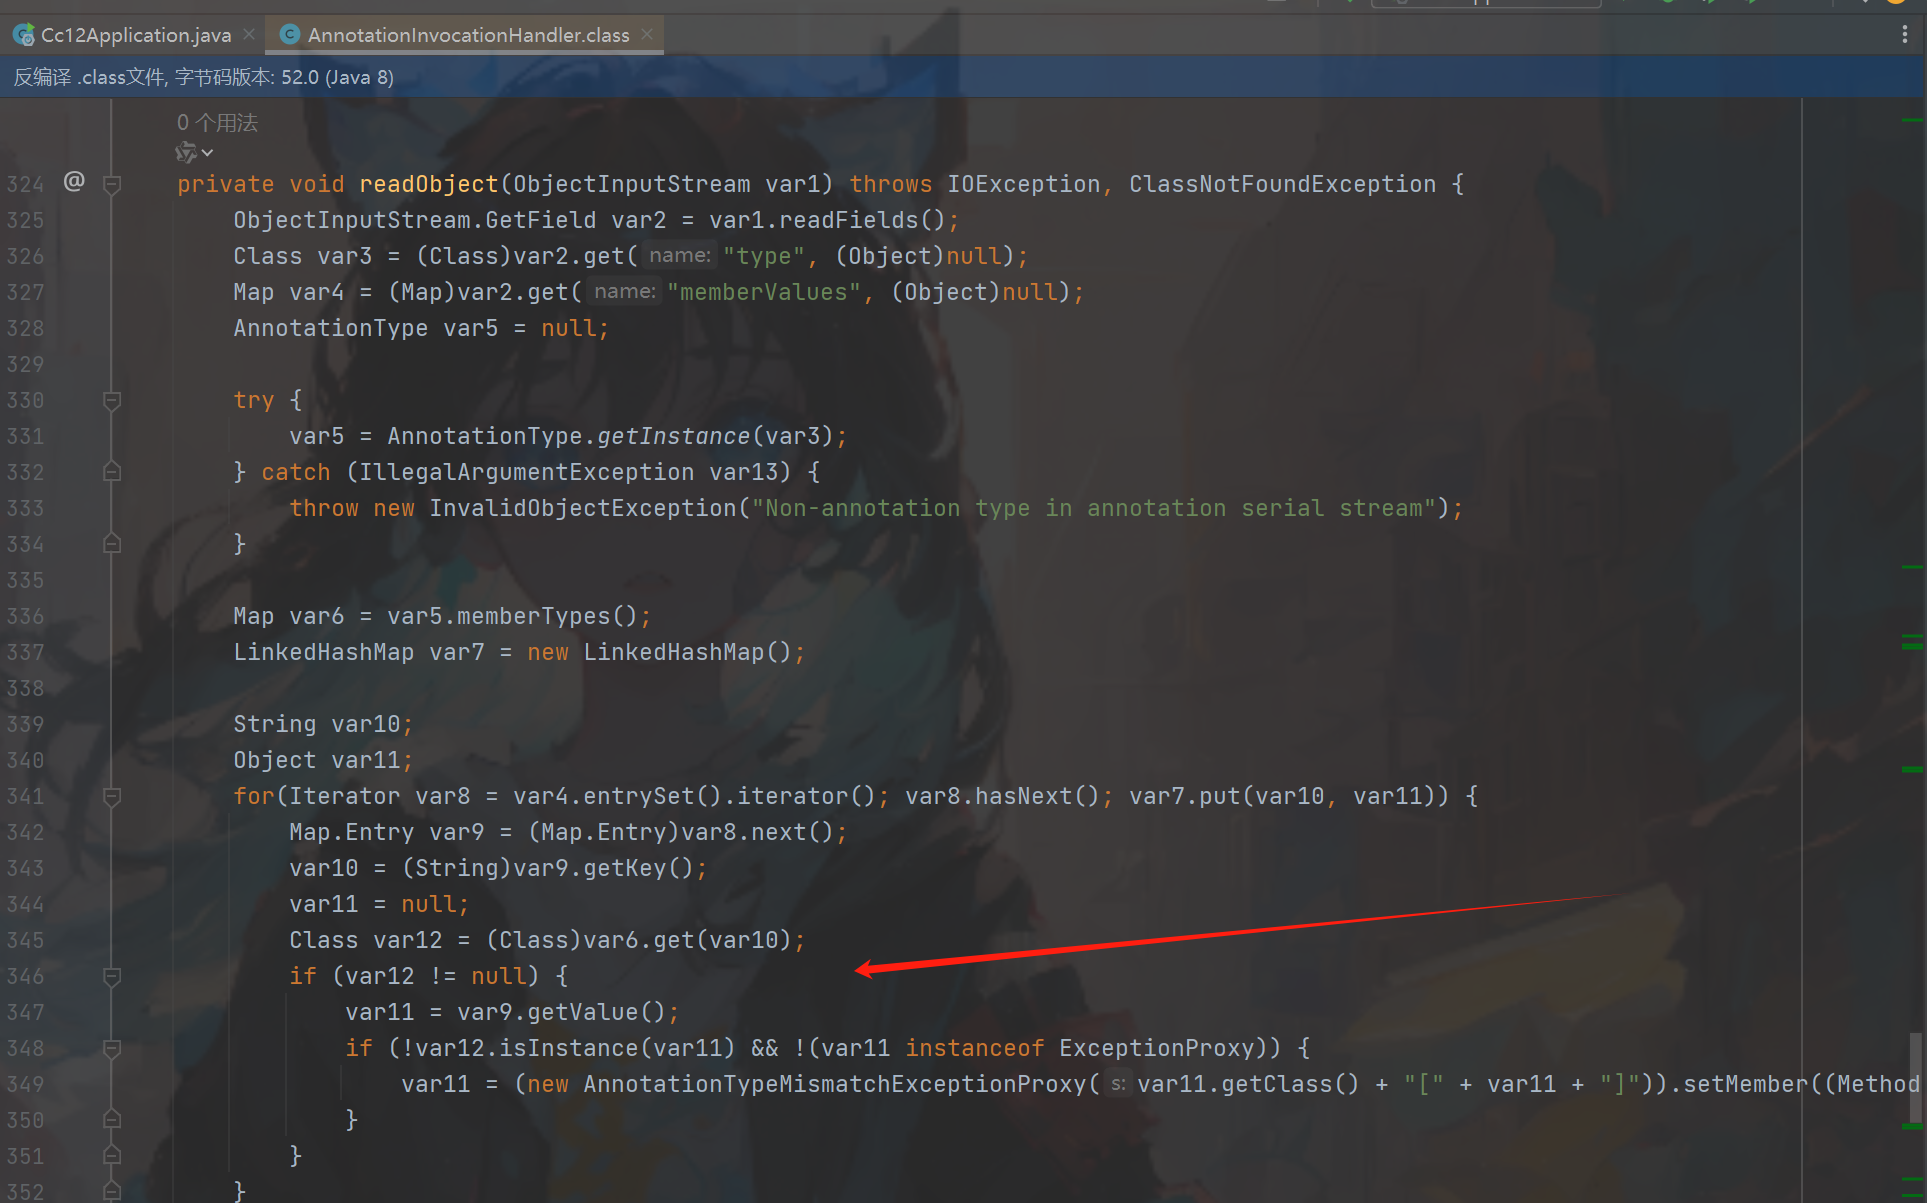 Cc12Application.java AnnotationInvocationHandler.class
反编译 .class文件, 字节码版本: 52.0 (Java 8)
0 个用法
324 @ private void readObject(ObjectInputStream var1) throws IOException, ClassNotFoundException {
325 ObjectInputStream.GetField var2 = var1.readFields();
326 Class var3 = (Class)var2.get( name: "type", (Object)null);
327 Map var4 = (Map)var2.get( name: "memberValues", (Object)null);
328 AnnotationType var5 = null;
329
330 try {
331 var5 = AnnotationType.getInstance(var3);
332 } catch (IllegalArgumentException var13) {
333 throw new InvalidObjectException("Non-annotation type in annotation serial stream");
334 }
335
336 Map var6 = var5.memberTypes();
337 LinkedHashMap var7 = new LinkedHashMap();
338
339 String var10;
340 Object var11;
341 for(Iterator var8 = var4.entrySet().iterator(); var8.hasNext(); var7.put(var10, var11)) {
342 Map.Entry var9 = (Map.Entry)var8.next();
343 var10 = (String)var9.getKey();
344 var11 = null;
345 Class var12 = (Class)var6.get(var10);
346 if (var12 != null) {
347 var11 = var9.getValue();
348 if (!var12.isInstance(var11) && !(var11 instanceof ExceptionProxy)) {
349 var11 = (new AnnotationTypeMismatchExceptionProxy( s: var11.getClass() + "[" + var11 + "]")).setMember((Method
350 }
351 }
352 }